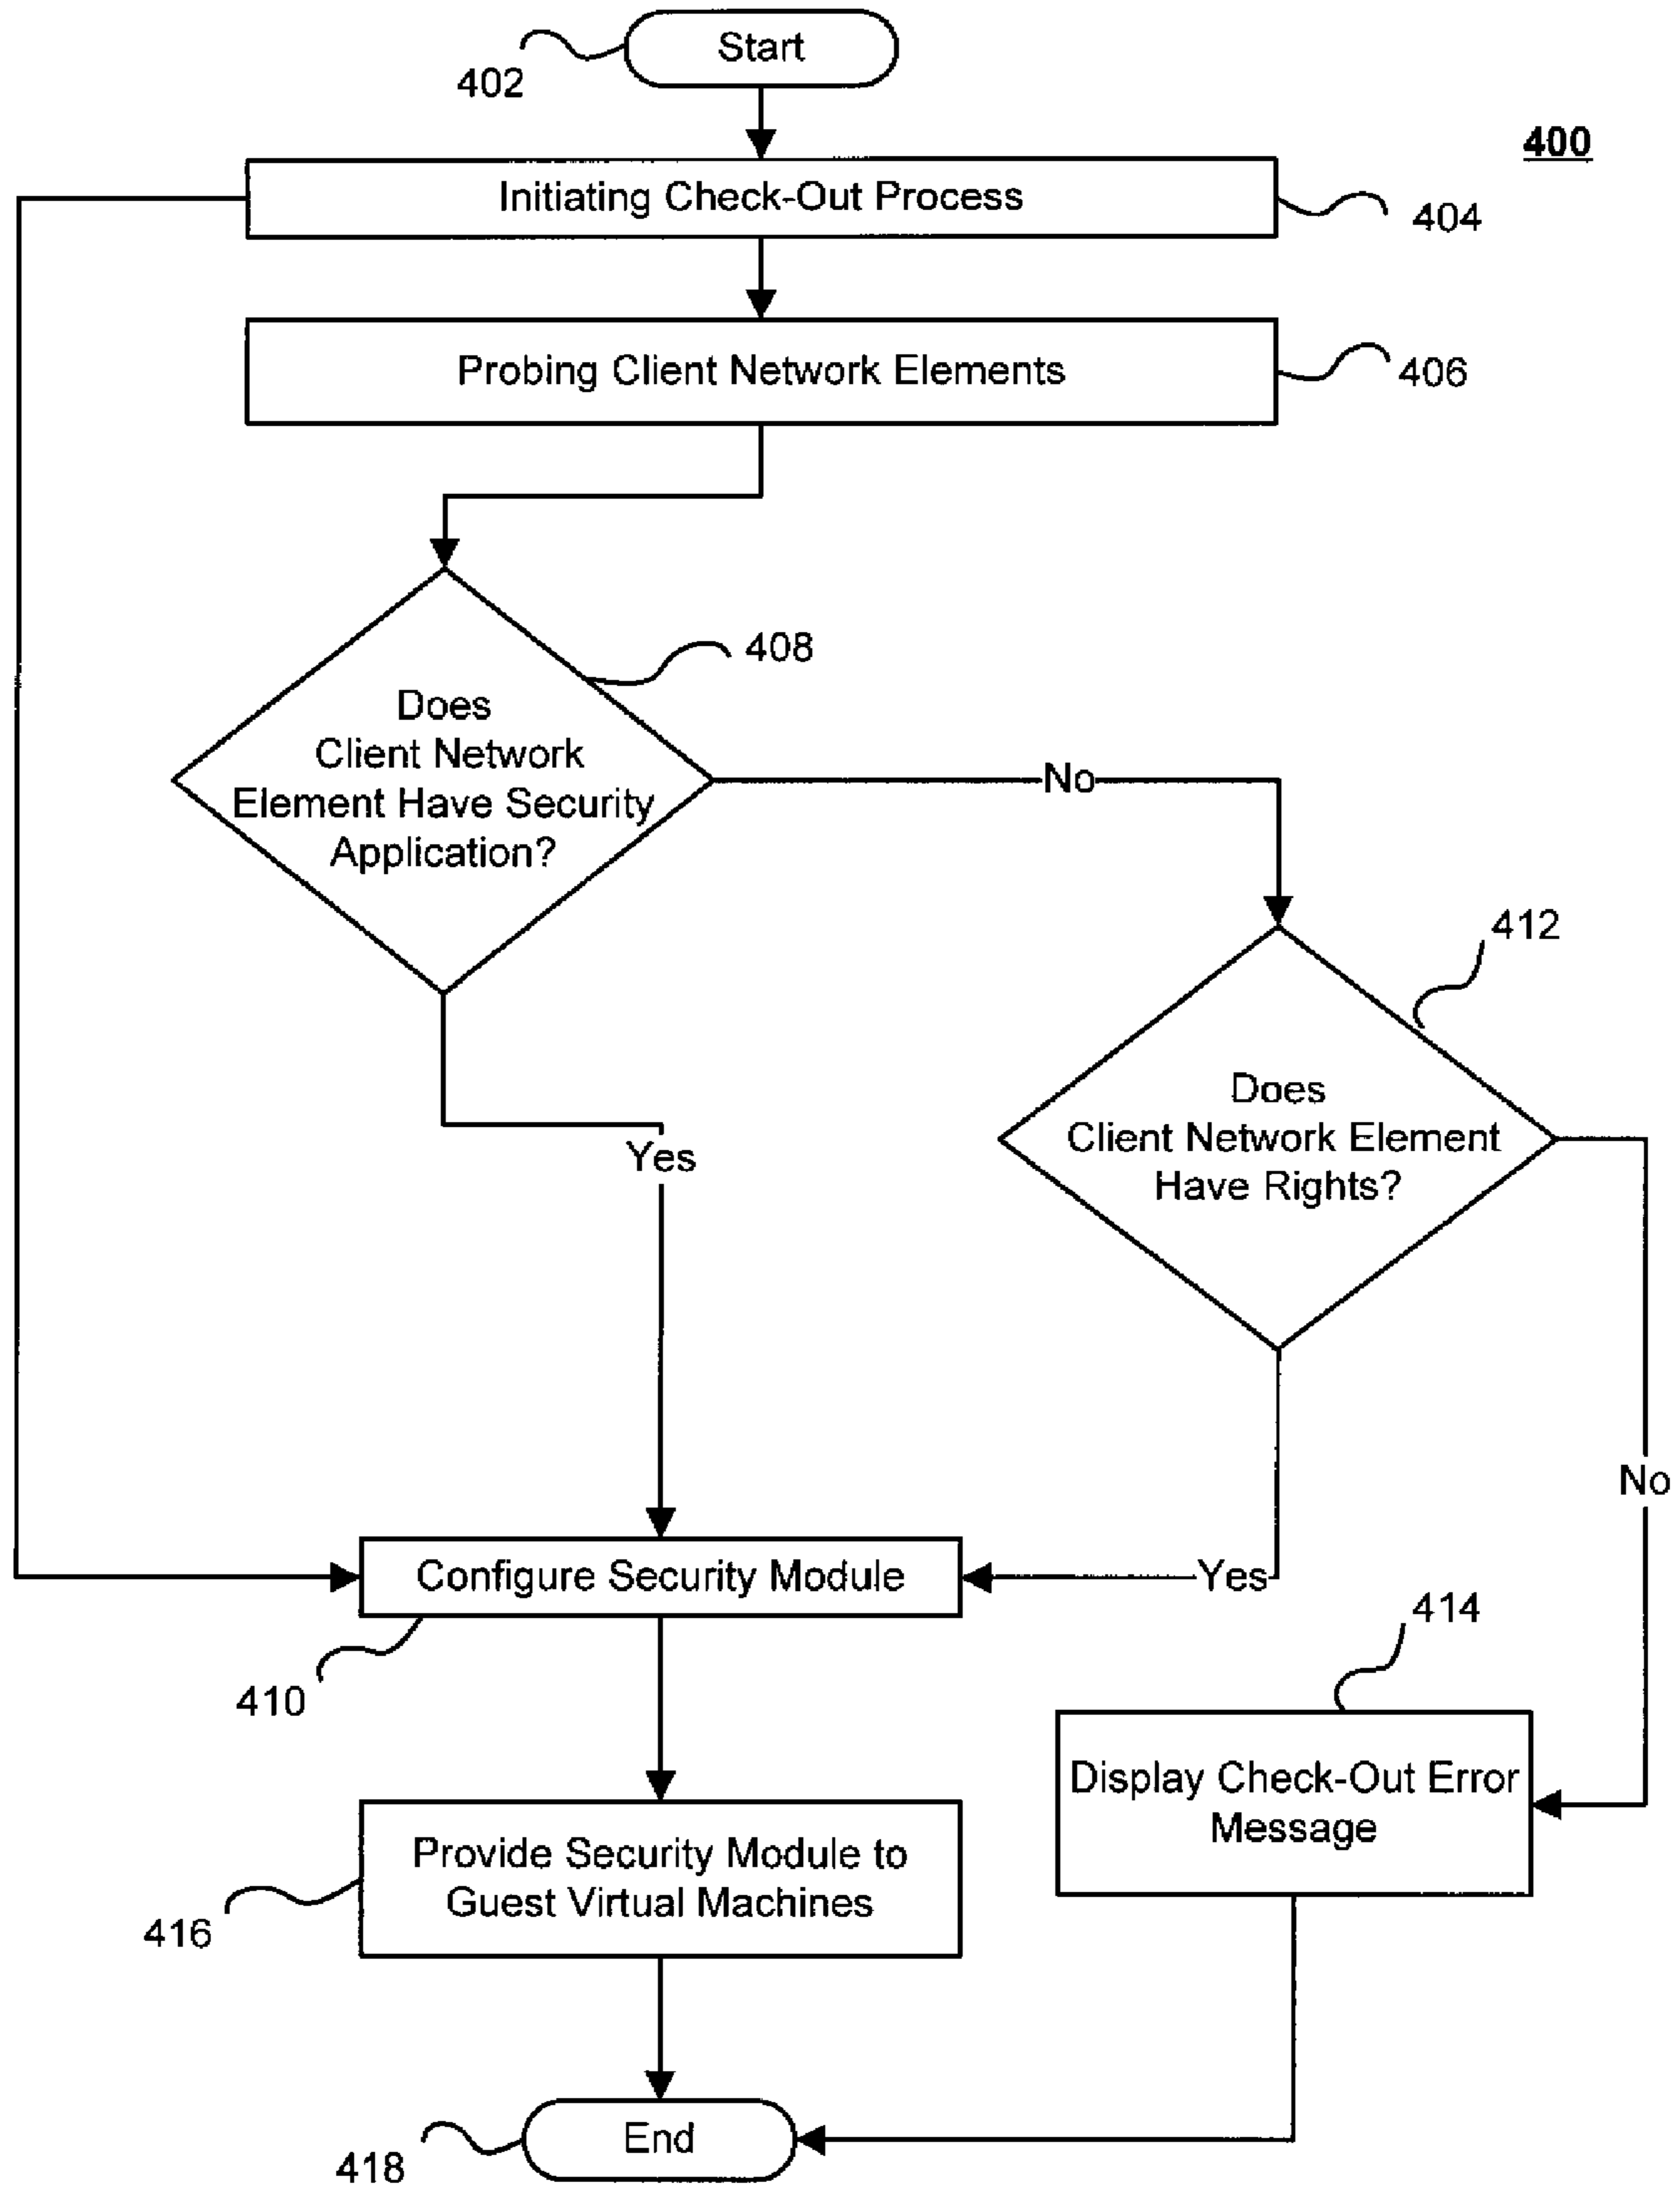 Start
402
400
Initiating Check-Out Process
404
Probing Client Network Elements
406
408
Does
Client Network
Element Have Security
Application?
No
412
Does
Client Network Element
Have Rights?
Yes
No
Configure Security Module
Yes
414
410
Display Check-Out Error
Message
Provide Security Module to
Guest Virtual Machines
416
End
418